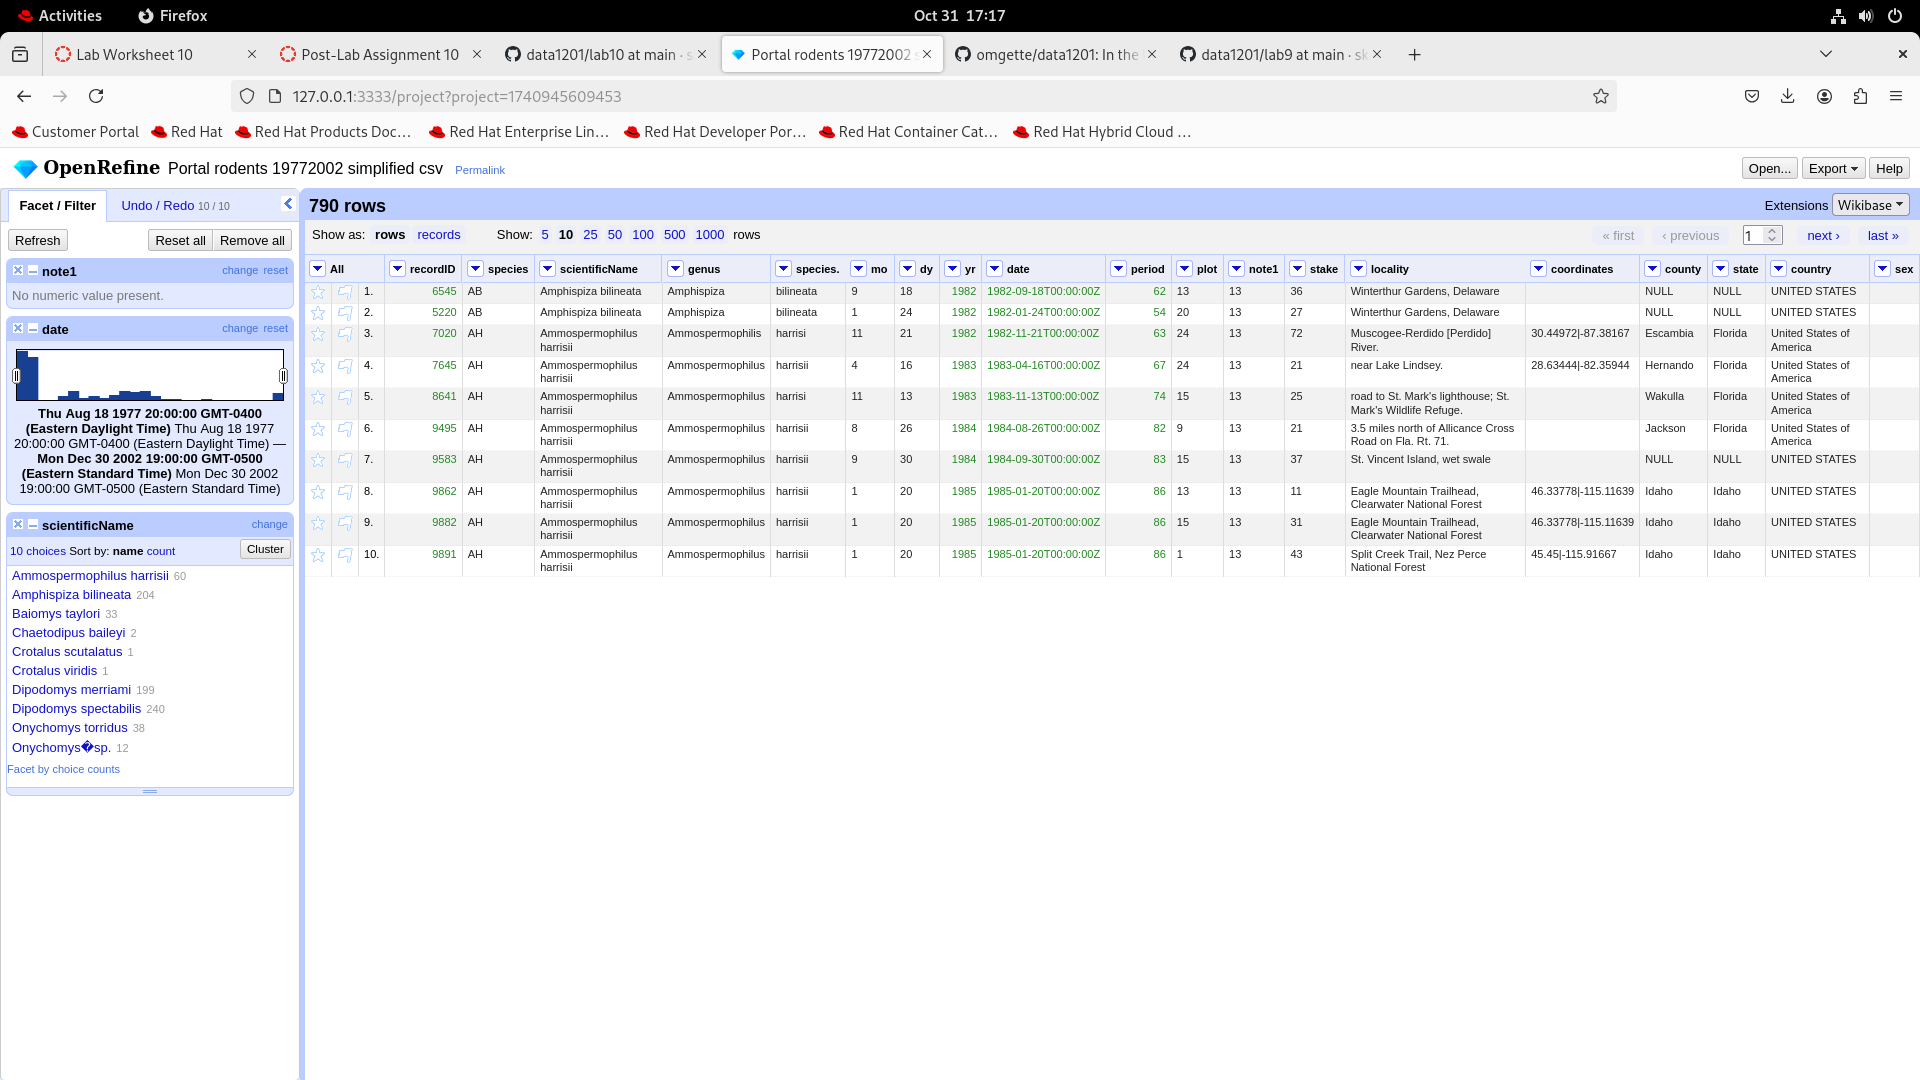 Activities Firefox Oct 31 17:17
Lab Worksheet 10 Post-Lab Assignment 10 data1201/lab10 at main · s Portal rodents 19772002 s omgette/data1201: In the l data1201/lab9 at main · sk
127.0.0.1:3333/project?project=1740945609453
Customer Portal Red Hat Red Hat Products Doc… Red Hat Enterprise Lin… Red Hat Developer Por… Red Hat Container Cat… Red Hat Hybrid Cloud …
OpenRefine Portal rodents 19772002 simplified csv Permalink Open... Export Help
Facet / Filter Undo / Redo 10 / 10
Refresh Reset all Remove all
note1 change reset
No numeric value present.
date change reset
Thu Aug 18 1977 20:00:00 GMT-0400
(Eastern Daylight Time) Thu Aug 18 1977
20:00:00 GMT-0400 (Eastern Daylight Time) —
Mon Dec 30 2002 19:00:00 GMT-0500
(Eastern Standard Time) Mon Dec 30 2002
19:00:00 GMT-0500 (Eastern Standard Time)
scientificName change
10 choices Sort by: name count Cluster
Ammospermophilus harrisii 60
Amphispiza bilineata 204
Baiomys taylori 33
Chaetodipus baileyi 2
Crotalus scutalatus 1
Crotalus viridis 1
Dipodomys merriami 199
Dipodomys spectabilis 240
Onychomys torridus 38
Onychomys�sp. 12
Facet by choice counts
790 rows Extensions Wikibase
Show as: rows records Show: 5 10 25 50 100 500 1000 rows « first ‹ previous 1 next › last »
All recordID species scientificName genus species. mo dy yr date period plot note1 stake locality coordinates county state country sex
1. 6545 AB Amphispiza bilineata Amphispiza bilineata 9 18 1982 1982-09-18T00:00:00Z 62 13 13 36 Winterthur Gardens, Delaware NULL NULL UNITED STATES
2. 5220 AB Amphispiza bilineata Amphispiza bilineata 1 24 1982 1982-01-24T00:00:00Z 54 20 13 27 Winterthur Gardens, Delaware NULL NULL UNITED STATES
3. 7020 AH Ammospermophilus Ammospermophilis harrisi 11 21 1982 1982-11-21T00:00:00Z 63 24 13 72 Muscogee-Rerdido [Perdido] 30.44972|-87.38167 Escambia Florida United States of
harrisii River. America
4. 7645 AH Ammospermophilus Ammospermophilus harrisii 4 16 1983 1983-04-16T00:00:00Z 67 24 13 21 near Lake Lindsey. 28.63444|-82.35944 Hernando Florida United States of
harrisii America
5. 8641 AH Ammospermophilus Ammospermophilus harrisi 11 13 1983 1983-11-13T00:00:00Z 74 15 13 25 road to St. Mark's lighthouse; St. Wakulla Florida United States of
harrisii Mark's Wildlife Refuge. America
6. 9495 AH Ammospermophilus Ammospermophilus harrisii 8 26 1984 1984-08-26T00:00:00Z 82 9 13 21 3.5 miles north of Allicance Cross Jackson Florida United States of
harrisii Road on Fla. Rt. 71. America
7. 9583 AH Ammospermophilus Ammospermophilus harrisii 9 30 1984 1984-09-30T00:00:00Z 83 15 13 37 St. Vincent Island, wet swale NULL NULL UNITED STATES
harrisii
8. 9862 AH Ammospermophilus Ammospermophilus harrisii 1 20 1985 1985-01-20T00:00:00Z 86 13 13 11 Eagle Mountain Trailhead, 46.33778|-115.11639 Idaho Idaho UNITED STATES
harrisii Clearwater National Forest
9. 9882 AH Ammospermophilus Ammospermophilus harrisii 1 20 1985 1985-01-20T00:00:00Z 86 15 13 31 Eagle Mountain Trailhead, 46.33778|-115.11639 Idaho Idaho UNITED STATES
harrisii Clearwater National Forest
10. 9891 AH Ammospermophilus Ammospermophilus harrisii 1 20 1985 1985-01-20T00:00:00Z 86 1 13 43 Split Creek Trail, Nez Perce 45.45|-115.91667 Idaho Idaho UNITED STATES
harrisii National Forest